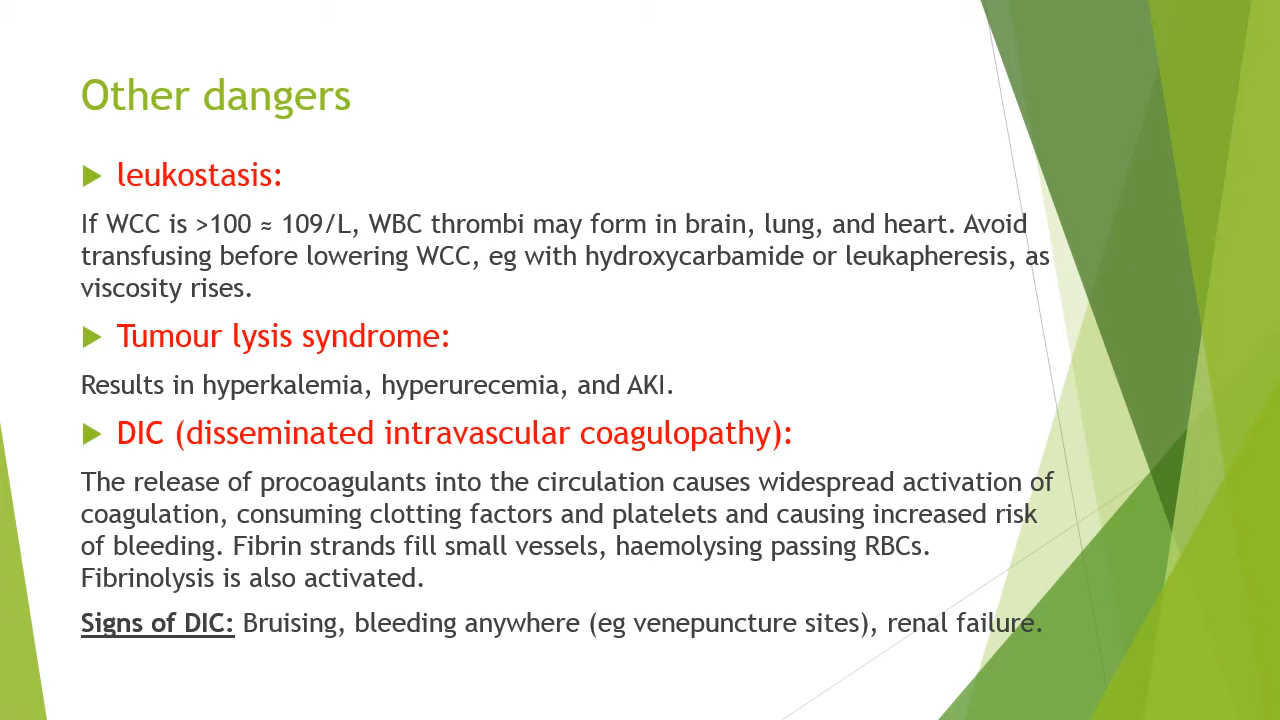 Other dangers
leukostasis:
If WCC is >100 ≈ 109/L, WBC thrombi may form in brain, lung, and heart. Avoid
transfusing before lowering WCC, eg with hydroxycarbamide or leukapheresis, as
viscosity rises.
Tumour lysis syndrome:
Results in hyperkalemia, hyperurecemia, and AKI.
DIC (disseminated intravascular coagulopathy):
The release of procoagulants into the circulation causes widespread activation of
coagulation, consuming clotting factors and platelets and causing increased risk
of bleeding. Fibrin strands fill small vessels, haemolysing passing RBCs.
Fibrinolysis is also activated.
Signs of DIC: Bruising, bleeding anywhere (eg venepuncture sites), renal failure.